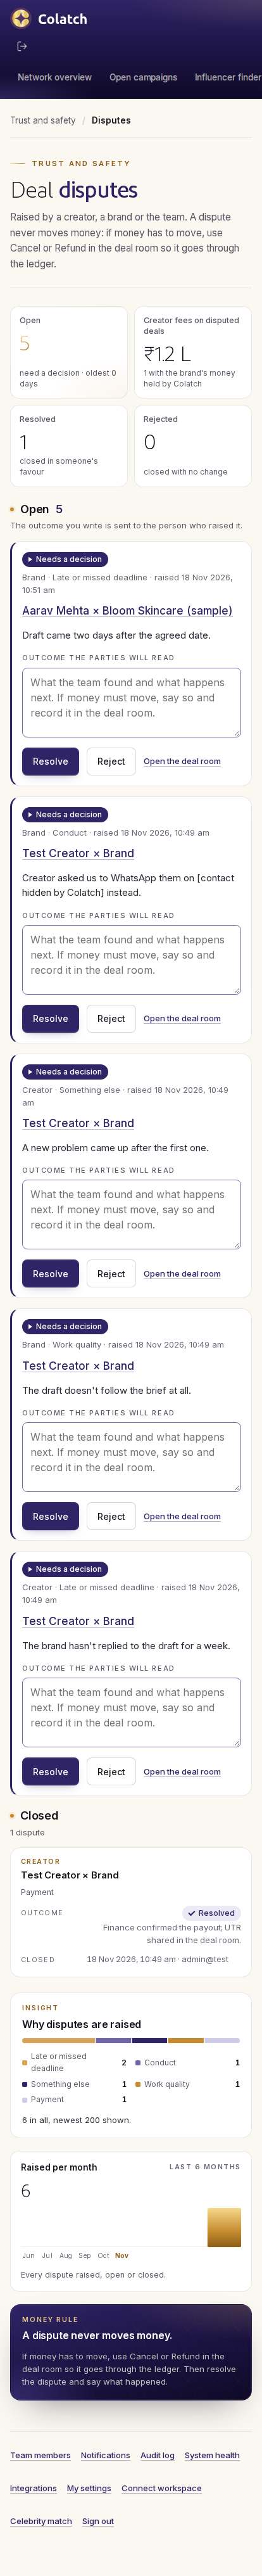 Colatch
Network overview Open campaigns Influencer finder
Trust and safety / Disputes
TRUST AND SAFETY
Deal disputes
Raised by a creator, a brand or the team. A dispute
never moves money: if money has to move, use
Cancel or Refund in the deal room so it goes through
the ledger.
Open
5
need a decision · oldest 0
days
Creator fees on disputed
deals
₹1.2 L
1 with the brand's money
held by Colatch
Resolved
1
closed in someone's
favour
Rejected
0
closed with no change
Open 5
The outcome you write is sent to the person who raised it.
Needs a decision
Brand · Late or missed deadline · raised 18 Nov 2026,
10:51 am
Aarav Mehta × Bloom Skincare (sample)
Draft came two days after the agreed date.
OUTCOME THE PARTIES WILL READ
What the team found and what happens
next. If money must move, say so and
record it in the deal room.
Resolve Reject Open the deal room
Needs a decision
Brand · Conduct · raised 18 Nov 2026, 10:49 am
Test Creator × Brand
Creator asked us to WhatsApp them on [contact
hidden by Colatch] instead.
OUTCOME THE PARTIES WILL READ
What the team found and what happens
next. If money must move, say so and
record it in the deal room.
Resolve Reject Open the deal room
Needs a decision
Creator · Something else · raised 18 Nov 2026, 10:49
am
Test Creator × Brand
A new problem came up after the first one.
OUTCOME THE PARTIES WILL READ
What the team found and what happens
next. If money must move, say so and
record it in the deal room.
Resolve Reject Open the deal room
Needs a decision
Brand · Work quality · raised 18 Nov 2026, 10:49 am
Test Creator × Brand
The draft doesn't follow the brief at all.
OUTCOME THE PARTIES WILL READ
What the team found and what happens
next. If money must move, say so and
record it in the deal room.
Resolve Reject Open the deal room
Needs a decision
Creator · Late or missed deadline · raised 18 Nov 2026,
10:49 am
Test Creator × Brand
The brand hasn't replied to the draft for a week.
OUTCOME THE PARTIES WILL READ
What the team found and what happens
next. If money must move, say so and
record it in the deal room.
Resolve Reject Open the deal room
Closed
1 dispute
CREATOR
Test Creator × Brand
Payment
OUTCOME Resolved
Finance confirmed the payout; UTR
shared in the deal room.
CLOSED 18 Nov 2026, 10:49 am · admin@test
INSIGHT
Why disputes are raised
Late or missed
deadline 2
Conduct 1
Something else 1
Work quality 1
Payment 1
6 in all, newest 200 shown.
Raised per month LAST 6 MONTHS
6
Jun Jul Aug Sep Oct Nov
Every dispute raised, open or closed.
MONEY RULE
A dispute never moves money.
If money has to move, use Cancel or Refund in the
deal room so it goes through the ledger. Then resolve
the dispute and say what happened.
Team members Notifications Audit log System health
Integrations My settings Connect workspace
Celebrity match Sign out